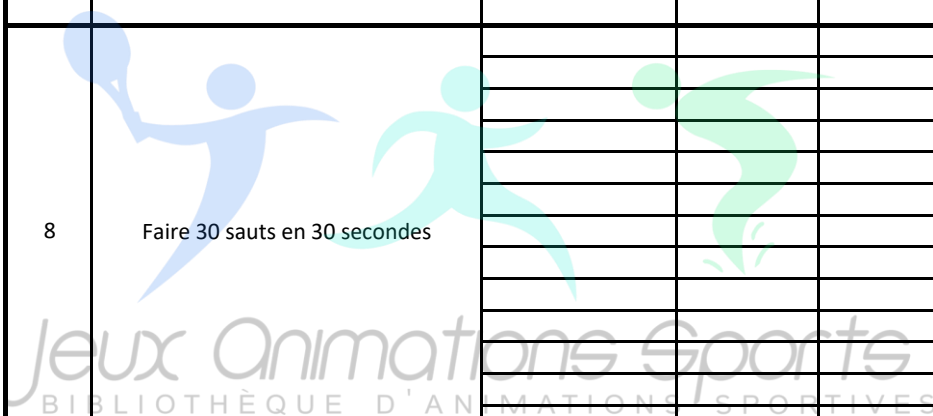 8
Faire 30 sauts en 30 secondes
Jeux Animations Sports
BIBLIOTHÈQUE D'ANIMATIONS SPORTIVES